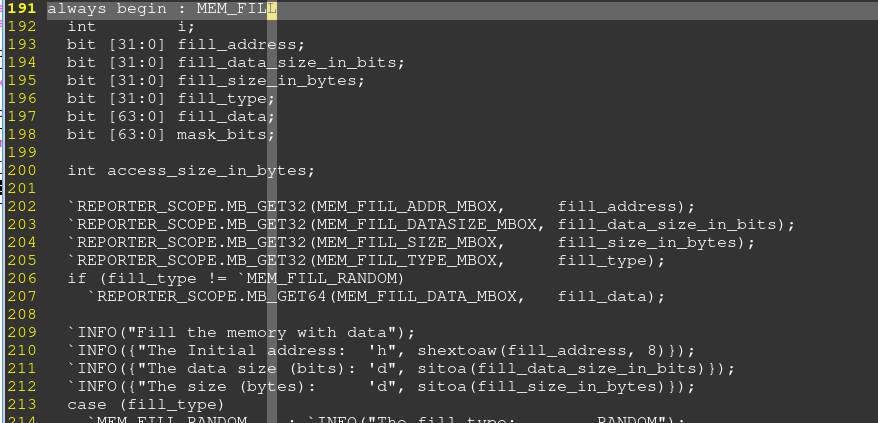 191 always begin : MEM_FILL
192   int        i;
193   bit [31:0] fill_address;
194   bit [31:0] fill_data_size_in_bits;
195   bit [31:0] fill_size_in_bytes;
196   bit [31:0] fill_type;
197   bit [63:0] fill_data;
198   bit [63:0] mask_bits;
199
200   int access_size_in_bytes;
201
202   `REPORTER_SCOPE.MB_GET32(MEM_FILL_ADDR_MBOX,     fill_address);
203   `REPORTER_SCOPE.MB_GET32(MEM_FILL_DATASIZE_MBOX, fill_data_size_in_bits);
204   `REPORTER_SCOPE.MB_GET32(MEM_FILL_SIZE_MBOX,     fill_size_in_bytes);
205   `REPORTER_SCOPE.MB_GET32(MEM_FILL_TYPE_MBOX,     fill_type);
206   if (fill_type != `MEM_FILL_RANDOM)
207     `REPORTER_SCOPE.MB_GET64(MEM_FILL_DATA_MBOX,   fill_data);
208
209   `INFO("Fill the memory with data");
210   `INFO({"The Initial address:  'h", shextoaw(fill_address, 8)});
211   `INFO({"The data size (bits): 'd", sitoa(fill_data_size_in_bits)});
212   `INFO({"The size (bytes):     'd", sitoa(fill_size_in_bytes)});
213   case (fill_type)
214     `MEM_FILL_RANDOM    : `INFO("The fill type:        RANDOM");